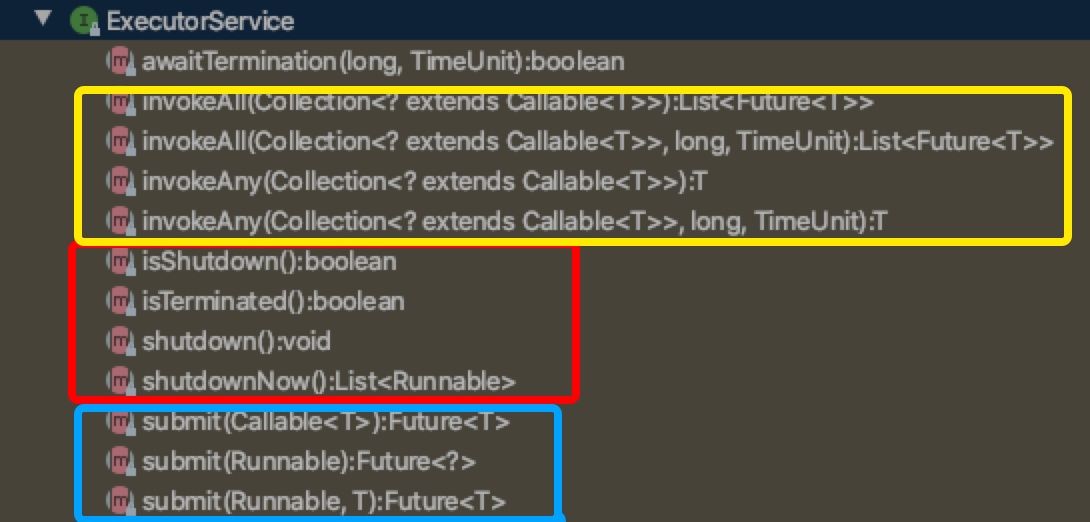 ExecutorService
awaitTermination(long, TimeUnit):boolean
invokeAll(Collection<? extends Callable<T>>):List<Future<T>>
invokeAll(Collection<? extends Callable<T>>, long, TimeUnit):List<Future<T>>
invokeAny(Collection<? extends Callable<T>>):T
invokeAny(Collection<? extends Callable<T>>, long, TimeUnit):T
isShutdown():boolean
isTerminated():boolean
shutdown():void
shutdownNow():List<Runnable>
submit(Callable<T>):Future<T>
submit(Runnable):Future<?>
submit(Runnable, T):Future<T>